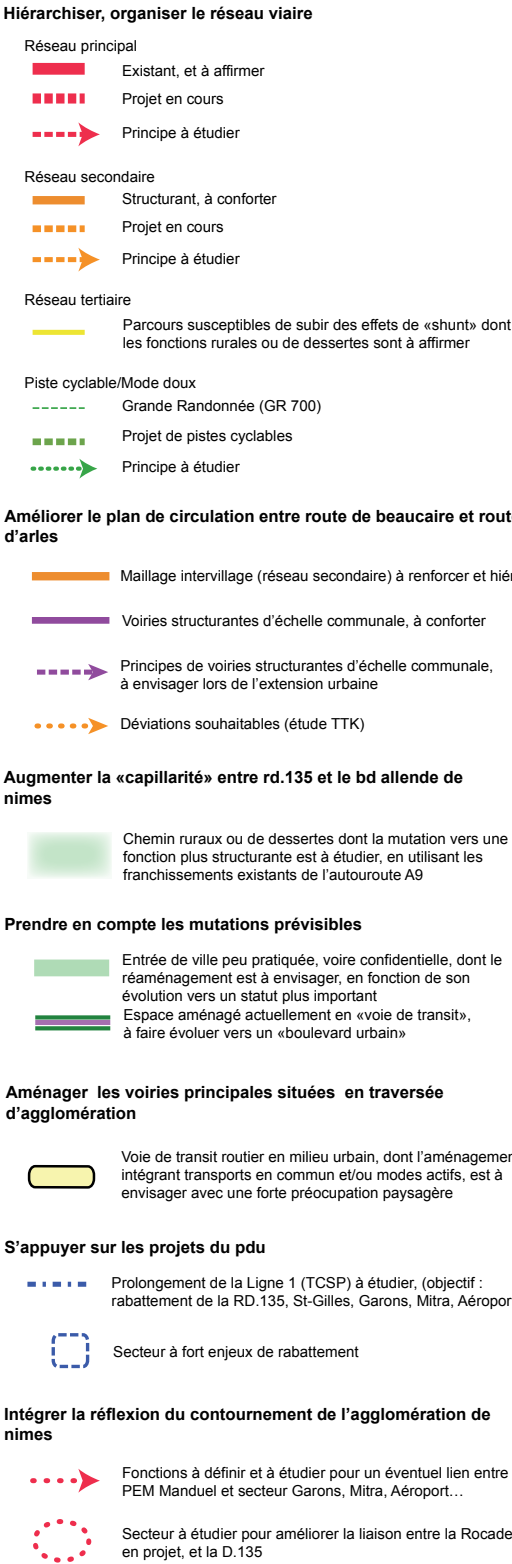 Hiérarchiser, organiser le réseau viaire
Réseau principal
Existant, et à affirmer
Projet en cours
Principe à étudier
Réseau secondaire
Structurant, à conforter
Projet en cours
Principe à étudier
Réseau tertiaire
Parcours susceptibles de subir des effets de «shunt» dont
les fonctions rurales ou de dessertes sont à affirmer
Piste cyclable/Mode doux
Grande Randonnée (GR 700)
Projet de pistes cyclables
Principe à étudier
Améliorer le plan de circulation entre route de beaucaire et rout
d’arles
Maillage intervillage (réseau secondaire) à renforcer et hiér
Voiries structurantes d’échelle communale, à conforter
Principes de voiries structurantes d’échelle communale,
à envisager lors de l’extension urbaine
Déviations souhaitables (étude TTK)
Augmenter la «capillarité» entre rd.135 et le bd allende de
nimes
Chemin ruraux ou de dessertes dont la mutation vers une
fonction plus structurante est à étudier, en utilisant les
franchissements existants de l’autouroute A9
Prendre en compte les mutations prévisibles
Entrée de ville peu pratiquée, voire confidentielle, dont le
réaménagement est à envisager, en fonction de son
évolution vers un statut plus important
Espace aménagé actuellement en «voie de transit»,
à faire évoluer vers un «boulevard urbain»
Aménager les voiries principales situées en traversée
d’agglomération
Voie de transit routier en milieu urbain, dont l’aménagemen
intégrant transports en commun et/ou modes actifs, est à
envisager avec une forte préocupation paysagère
S’appuyer sur les projets du pdu
Prolongement de la Ligne 1 (TCSP) à étudier, (objectif :
rabattement de la RD.135, St-Gilles, Garons, Mitra, Aéropor
Secteur à fort enjeux de rabattement
Intégrer la réflexion du contournement de l’agglomération de
nimes
Fonctions à définir et à étudier pour un éventuel lien entre
PEM Manduel et secteur Garons, Mitra, Aéroport…
Secteur à étudier pour améliorer la liaison entre la Rocade
en projet, et la D.135